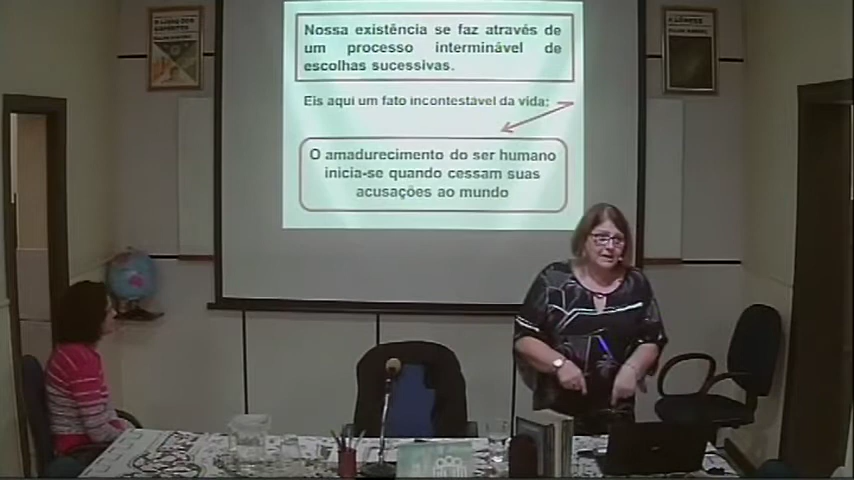 Nossa existência se faz através de
um processo interminável de
escolhas sucessivas.
Eis aqui um fato incontestável da vida:
O amadurecimento do ser humano
inicia-se quando cessam suas
acusações ao mundo